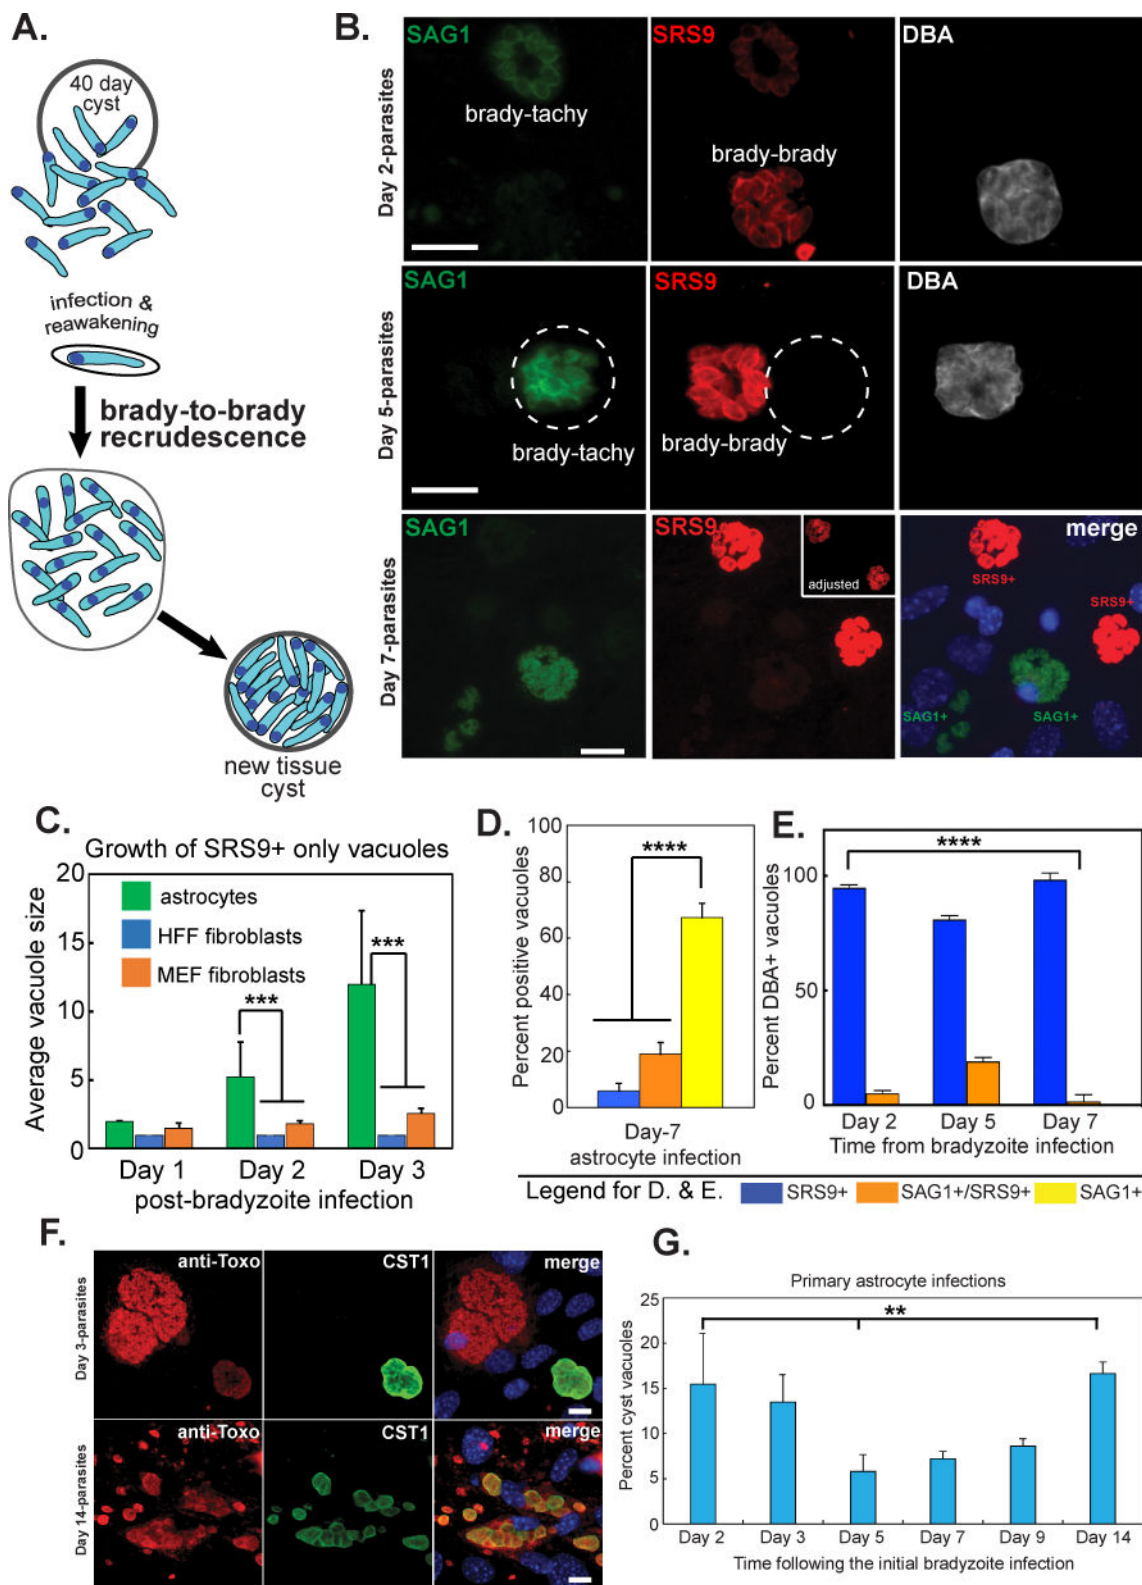 A.
40 day
cyst
infection &
reawakening
brady-to-brady
recrudescence
new tissue
cyst
B.
SAG1
SRS9
DBA
Day 2-parasites
brady-tachy
brady-brady
SAG1
SRS9
DBA
Day 5-parasites
brady-tachy
brady-brady
SAG1
SRS9
merge
Day 7-parasites
adjusted
SRS9+
SRS9+
SAG1+
SAG1+
C.
Growth of SRS9+ only vacuoles
Average vacuole size
20
15
10
5
0
astrocytes
HFF fibroblasts
MEF fibroblasts
***
***
Day 1
Day 2
Day 3
post-bradyzoite infection
D.
Percent positive vacuoles
100
80
60
40
20
0
****
Day-7
astrocyte infection
E.
Percent DBA+ vacuoles
100
50
0
****
Day 2
Day 5
Day 7
Time from bradyzoite infection
Legend for D. & E.
SRS9+
SAG1+/SRS9+
SAG1+
F.
anti-Toxo
CST1
merge
Day 3-parasites
anti-Toxo
CST1
merge
Day 14-parasites
G.
Primary astrocyte infections
Percent cyst vacuoles
25
20
15
10
5
0
**
Day 2
Day 3
Day 5
Day 7
Day 9
Day 14
Time following the initial bradyzoite infection